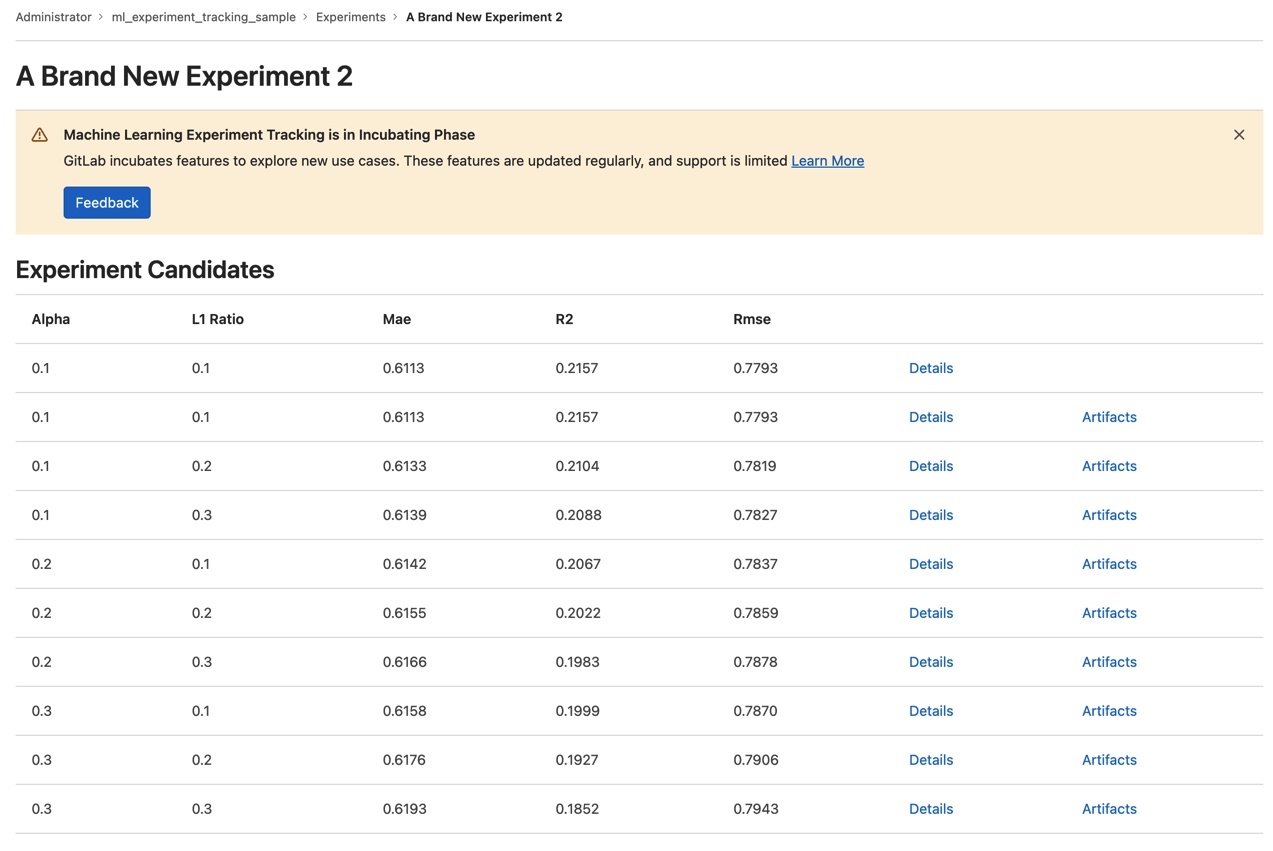 Administrator > ml_experiment_tracking_sample > Experiments > A Brand New Experiment 2
A Brand New Experiment 2
Machine Learning Experiment Tracking is in Incubating Phase
GitLab incubates features to explore new use cases. These features are updated regularly, and support is limited Learn More
Feedback
Experiment Candidates
Alpha L1 Ratio Mae R2 Rmse
0.1 0.1 0.6113 0.2157 0.7793 Details
0.1 0.1 0.6113 0.2157 0.7793 Details Artifacts
0.1 0.2 0.6133 0.2104 0.7819 Details Artifacts
0.1 0.3 0.6139 0.2088 0.7827 Details Artifacts
0.2 0.1 0.6142 0.2067 0.7837 Details Artifacts
0.2 0.2 0.6155 0.2022 0.7859 Details Artifacts
0.2 0.3 0.6166 0.1983 0.7878 Details Artifacts
0.3 0.1 0.6158 0.1999 0.7870 Details Artifacts
0.3 0.2 0.6176 0.1927 0.7906 Details Artifacts
0.3 0.3 0.6193 0.1852 0.7943 Details Artifacts